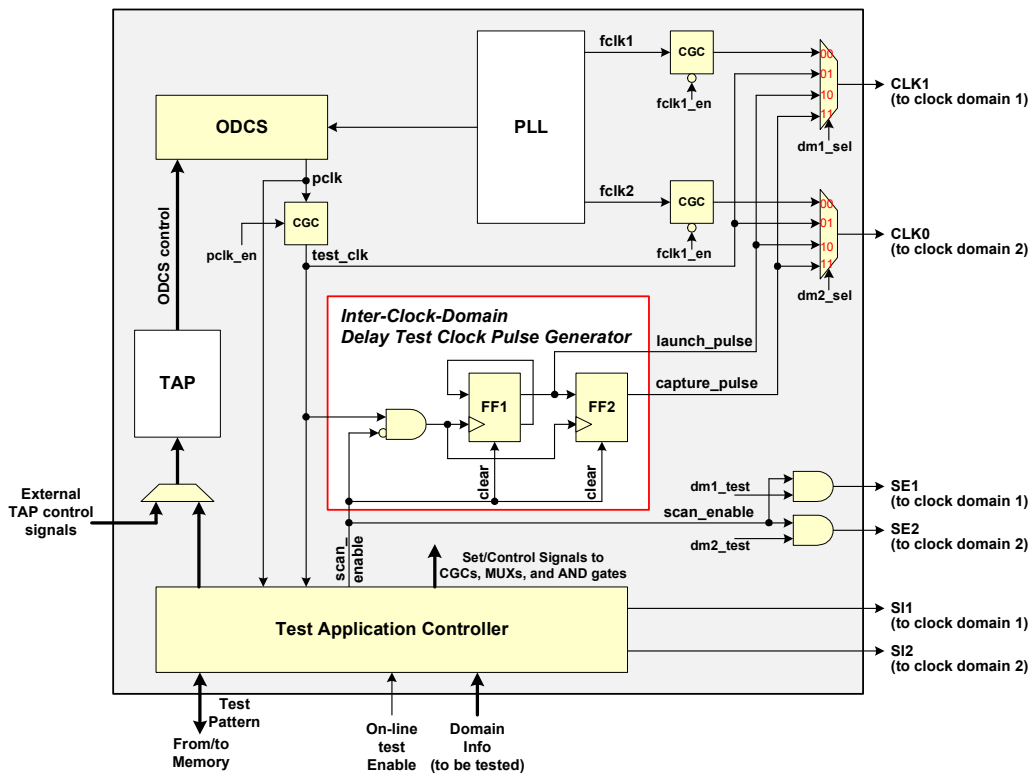 fclk1
CGC
00
01
10
11
CLK1
(to clock domain 1)
fclk1_en
dm1_sel
ODCS
PLL
pclk
CGC
pclk_en
test_clk
fclk2
CGC
00
01
10
11
CLK0
(to clock domain 2)
fclk1_en
dm2_sel
ODCS control
TAP
Inter-Clock-Domain
Delay Test Clock Pulse Generator
launch_pulse
capture_pulse
FF1
FF2
clear
clear
External
TAP control
signals
dm1_test
SE1
(to clock domain 1)
scan_enable
dm2_test
SE2
(to clock domain 2)
scan_
enable
Set/Control Signals to
CGCs, MUXs, and AND gates
Test Application Controller
SI1
(to clock domain 1)
SI2
(to clock domain 2)
Test
Pattern
From/to
Memory
On-line
test
Enable
Domain
Info
(to be tested)